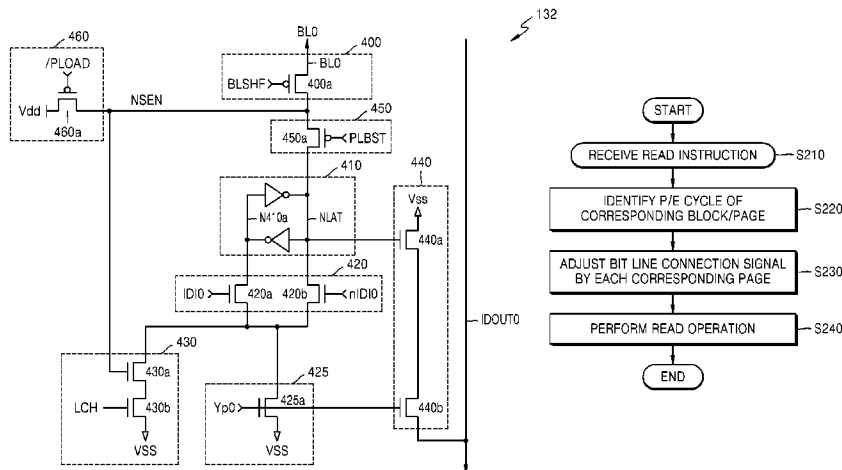 132
460
/PLOAD
Vdd
460a
NSEN
BL0
400
BL0
BLSHF
400a
450
450a
PLBST
410
N410a
NLAT
440
Vss
440a
420
IDI0
420a
420b
nIDI0
IDOUT0
430
430a
LCH
430b
VSS
425
Yp0
425a
VSS
440b
START
RECEIVE READ INSTRUCTION
S210
IDENTIFY P/E CYCLE OF
CORRESPONDING BLOCK/PAGE
S220
ADJUST BIT LINE CONNECTION SIGNAL
BY EACH CORRESPONDING PAGE
S230
PERFORM READ OPERATION
S240
END